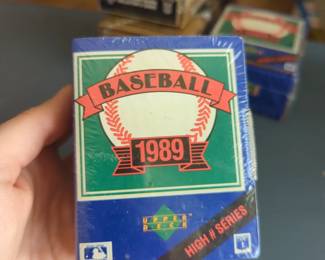 BASEBALL
1989
UPPER
DECK
HIGH # SERIES